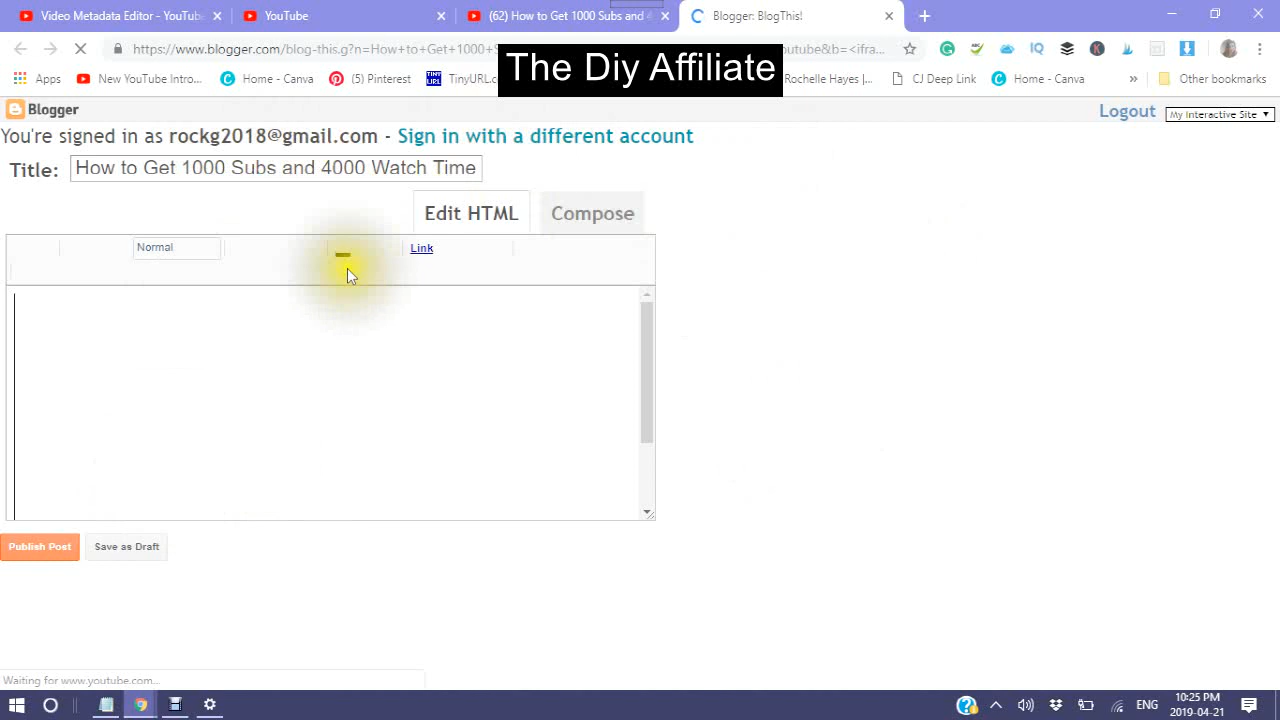 Video Metadata Editor - YouTube
YouTube
(62) How to Get 1000 Subs and 4
Blogger: BlogThis!
https://www.blogger.com/blog-this.g?n=How+to+Get+1000+
outube&b=<ifra
The Diy Affiliate
Apps
New YouTube Intro...
Home - Canva
(5) Pinterest
TinyURL.c
Rochelle Hayes |...
CJ Deep Link
Home - Canva
»
Other bookmarks
Blogger
Logout
My Interactive Site
You're signed in as rockg2018@gmail.com - Sign in with a different account
Title: How to Get 1000 Subs and 4000 Watch Time
Edit HTML
Compose
Normal
Link
Publish Post
Save as Draft
Waiting for www.youtube.com...
ENG
10:25 PM
2019-04-21